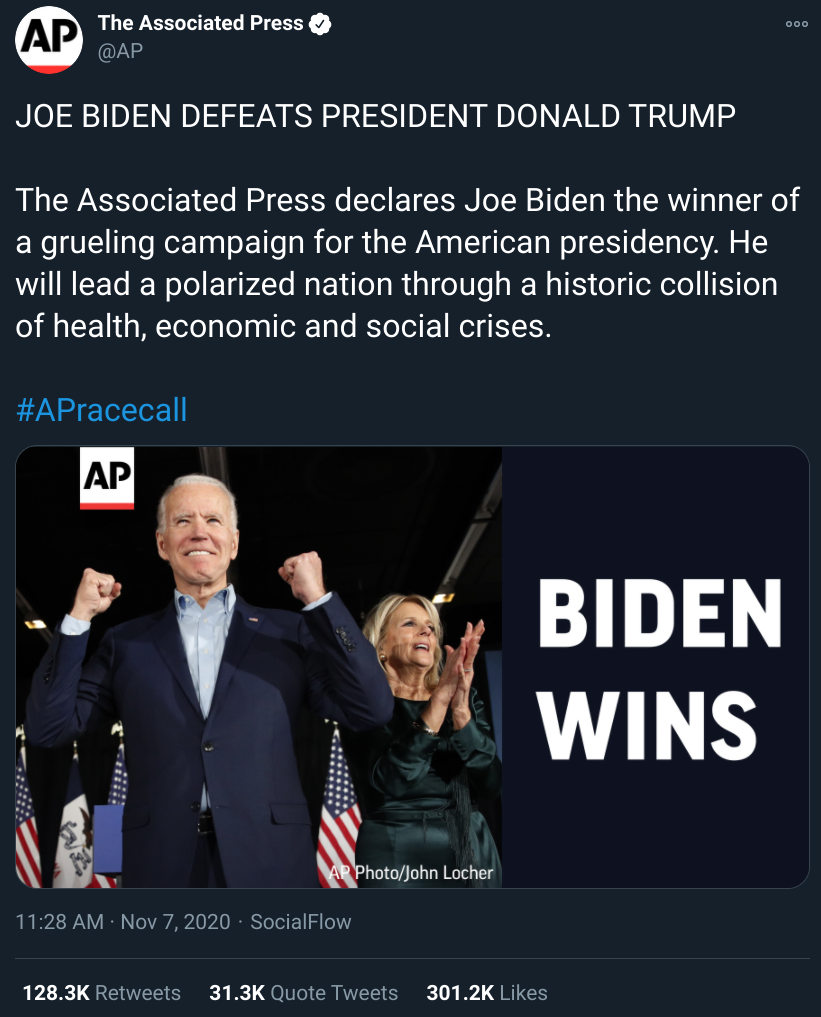 AP
The Associated Press
@AP
JOE BIDEN DEFEATS PRESIDENT DONALD TRUMP
The Associated Press declares Joe Biden the winner of
a grueling campaign for the American presidency. He
will lead a polarized nation through a historic collision
of health, economic and social crises.
#APracecall
AP
BIDEN
WINS
AP Photo/John Locher
11:28 AM · Nov 7, 2020 · SocialFlow
128.3K Retweets 31.3K Quote Tweets 301.2K Likes